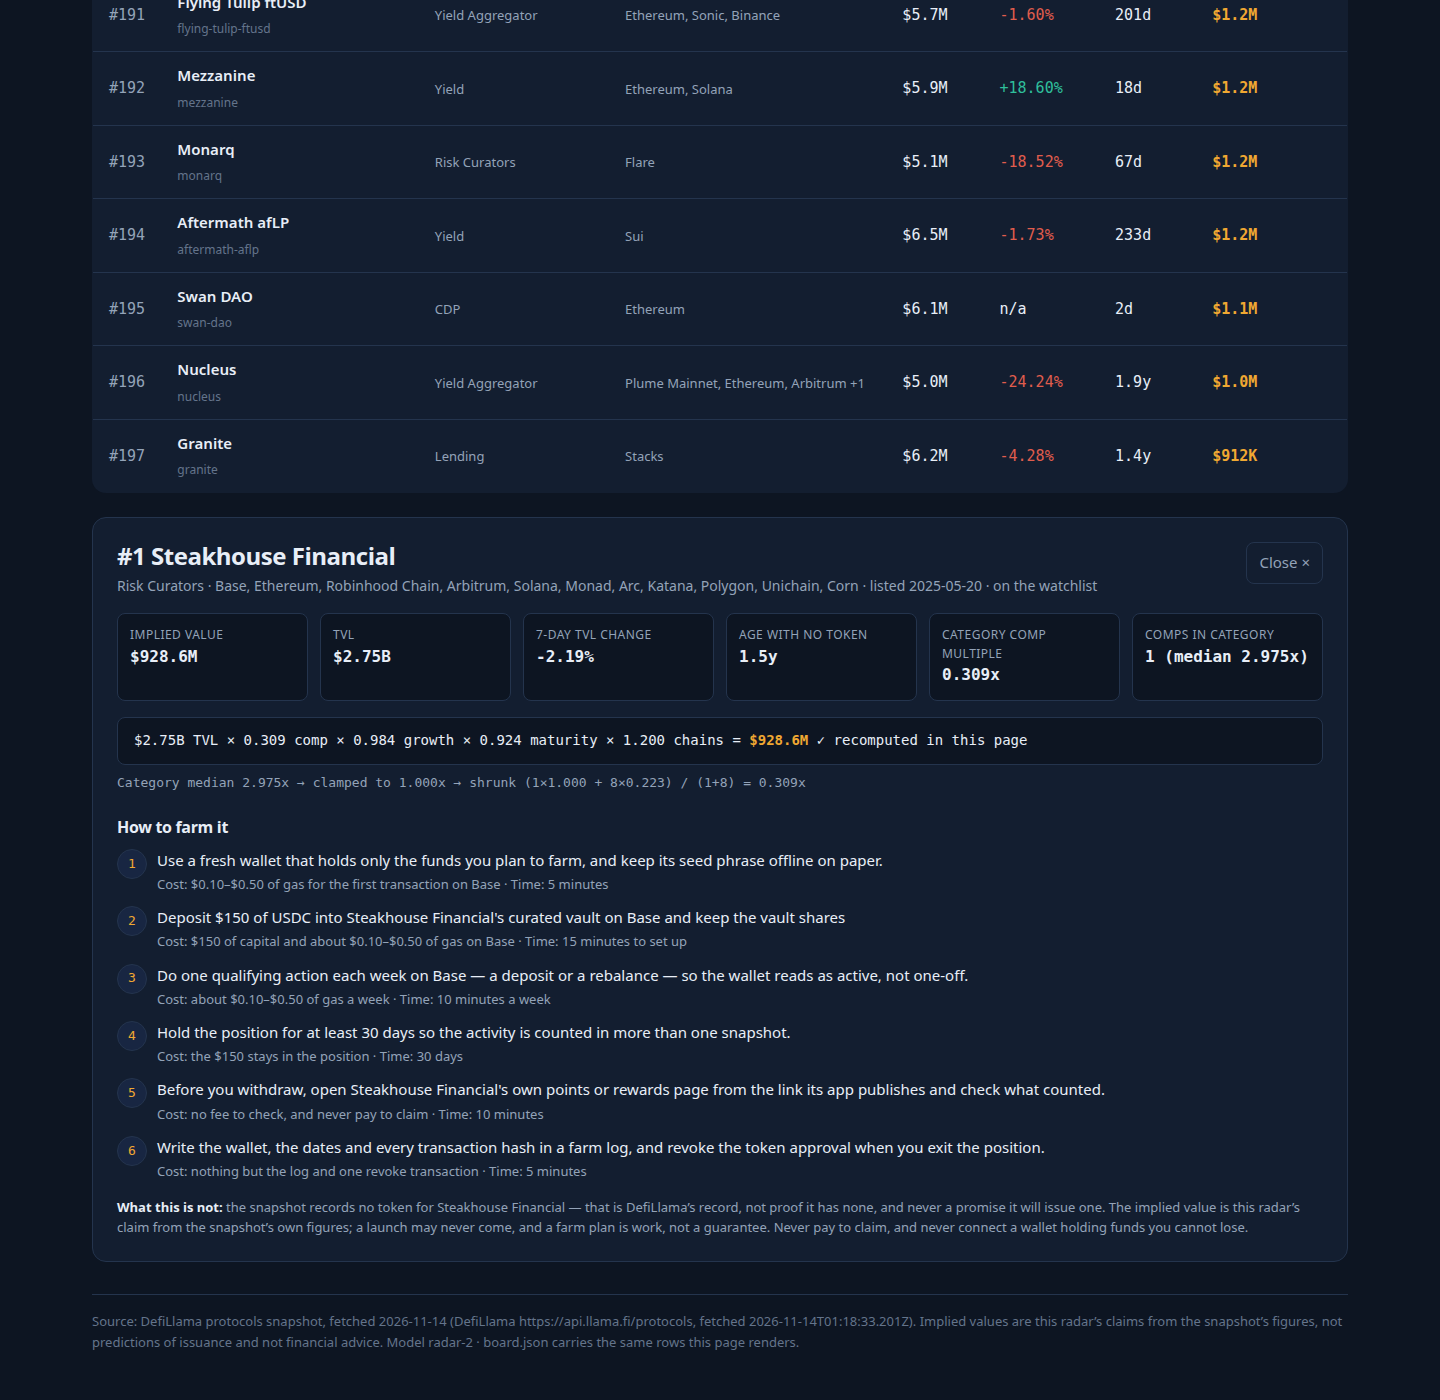 #191 Flying Tulip ftUSD Yield Aggregator Ethereum, Sonic, Binance $5.7M -1.60% 201d $1.2M
flying-tulip-ftusd
#192 Mezzanine Yield Ethereum, Solana $5.9M +18.60% 18d $1.2M
mezzanine
#193 Monarq Risk Curators Flare $5.1M -18.52% 67d $1.2M
monarq
#194 Aftermath afLP Yield Sui $6.5M -1.73% 233d $1.2M
aftermath-aflp
#195 Swan DAO CDP Ethereum $6.1M n/a 2d $1.1M
swan-dao
#196 Nucleus Yield Aggregator Plume Mainnet, Ethereum, Arbitrum +1 $5.0M -24.24% 1.9y $1.0M
nucleus
#197 Granite Lending Stacks $6.2M -4.28% 1.4y $912K
granite
#1 Steakhouse Financial
Close ×
Risk Curators · Base, Ethereum, Robinhood Chain, Arbitrum, Solana, Monad, Arc, Katana, Polygon, Unichain, Corn · listed 2025-05-20 · on the watchlist
IMPLIED VALUE
$928.6M
TVL
$2.75B
7-DAY TVL CHANGE
-2.19%
AGE WITH NO TOKEN
1.5y
CATEGORY COMP
MULTIPLE
0.309x
COMPS IN CATEGORY
1 (median 2.975x)
$2.75B TVL × 0.309 comp × 0.984 growth × 0.924 maturity × 1.200 chains = $928.6M ✓ recomputed in this page
Category median 2.975x → clamped to 1.000x → shrunk (1×1.000 + 8×0.223) / (1+8) = 0.309x
How to farm it
1 Use a fresh wallet that holds only the funds you plan to farm, and keep its seed phrase offline on paper.
Cost: $0.10–$0.50 of gas for the first transaction on Base · Time: 5 minutes
2 Deposit $150 of USDC into Steakhouse Financial's curated vault on Base and keep the vault shares
Cost: $150 of capital and about $0.10–$0.50 of gas on Base · Time: 15 minutes to set up
3 Do one qualifying action each week on Base — a deposit or a rebalance — so the wallet reads as active, not one-off.
Cost: about $0.10–$0.50 of gas a week · Time: 10 minutes a week
4 Hold the position for at least 30 days so the activity is counted in more than one snapshot.
Cost: the $150 stays in the position · Time: 30 days
5 Before you withdraw, open Steakhouse Financial's own points or rewards page from the link its app publishes and check what counted.
Cost: no fee to check, and never pay to claim · Time: 10 minutes
6 Write the wallet, the dates and every transaction hash in a farm log, and revoke the token approval when you exit the position.
Cost: nothing but the log and one revoke transaction · Time: 5 minutes
What this is not: the snapshot records no token for Steakhouse Financial — that is DefiLlama's record, not proof it has none, and never a promise it will issue one. The implied value is this radar's
claim from the snapshot's own figures; a launch may never come, and a farm plan is work, not a guarantee. Never pay to claim, and never connect a wallet holding funds you cannot lose.
Source: DefiLlama protocols snapshot, fetched 2026-11-14 (DefiLlama https://api.llama.fi/protocols, fetched 2026-11-14T01:18:33.201Z). Implied values are this radar's claims from the snapshot's figures, not
predictions of issuance and not financial advice. Model radar-2 · board.json carries the same rows this page renders.